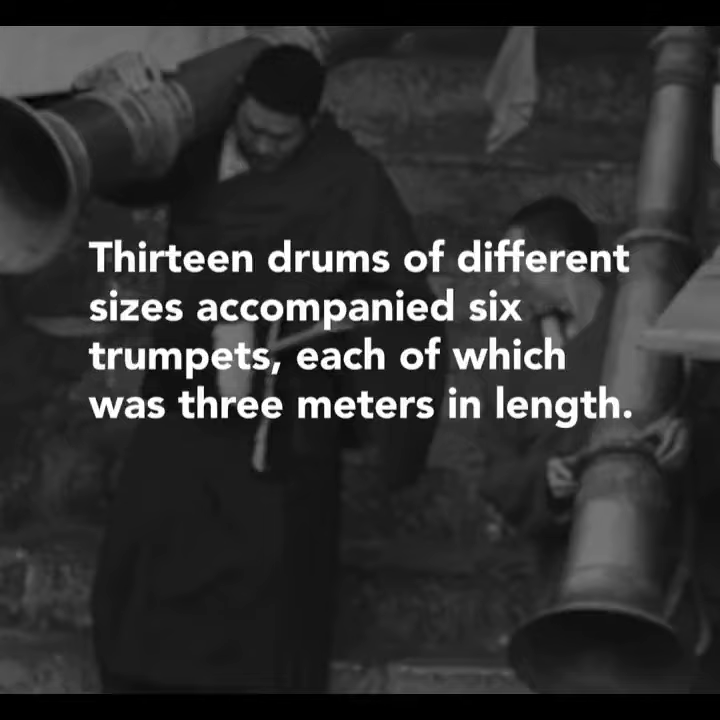 Thirteen drums of different
sizes accompanied six
trumpets, each of which
was three meters in length.